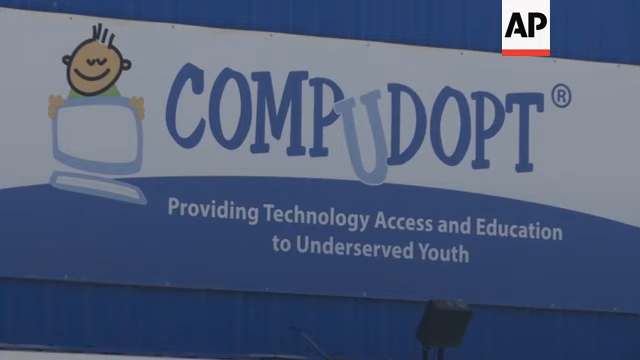 AP
COMPUDOPT®
Providing Technology Access and Education
to Underserved Youth